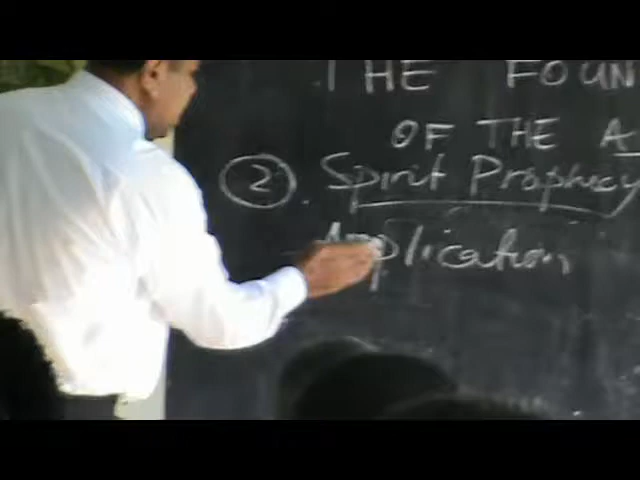 THE FOUN
OF THE A
2 Spirit Prophecy
Application